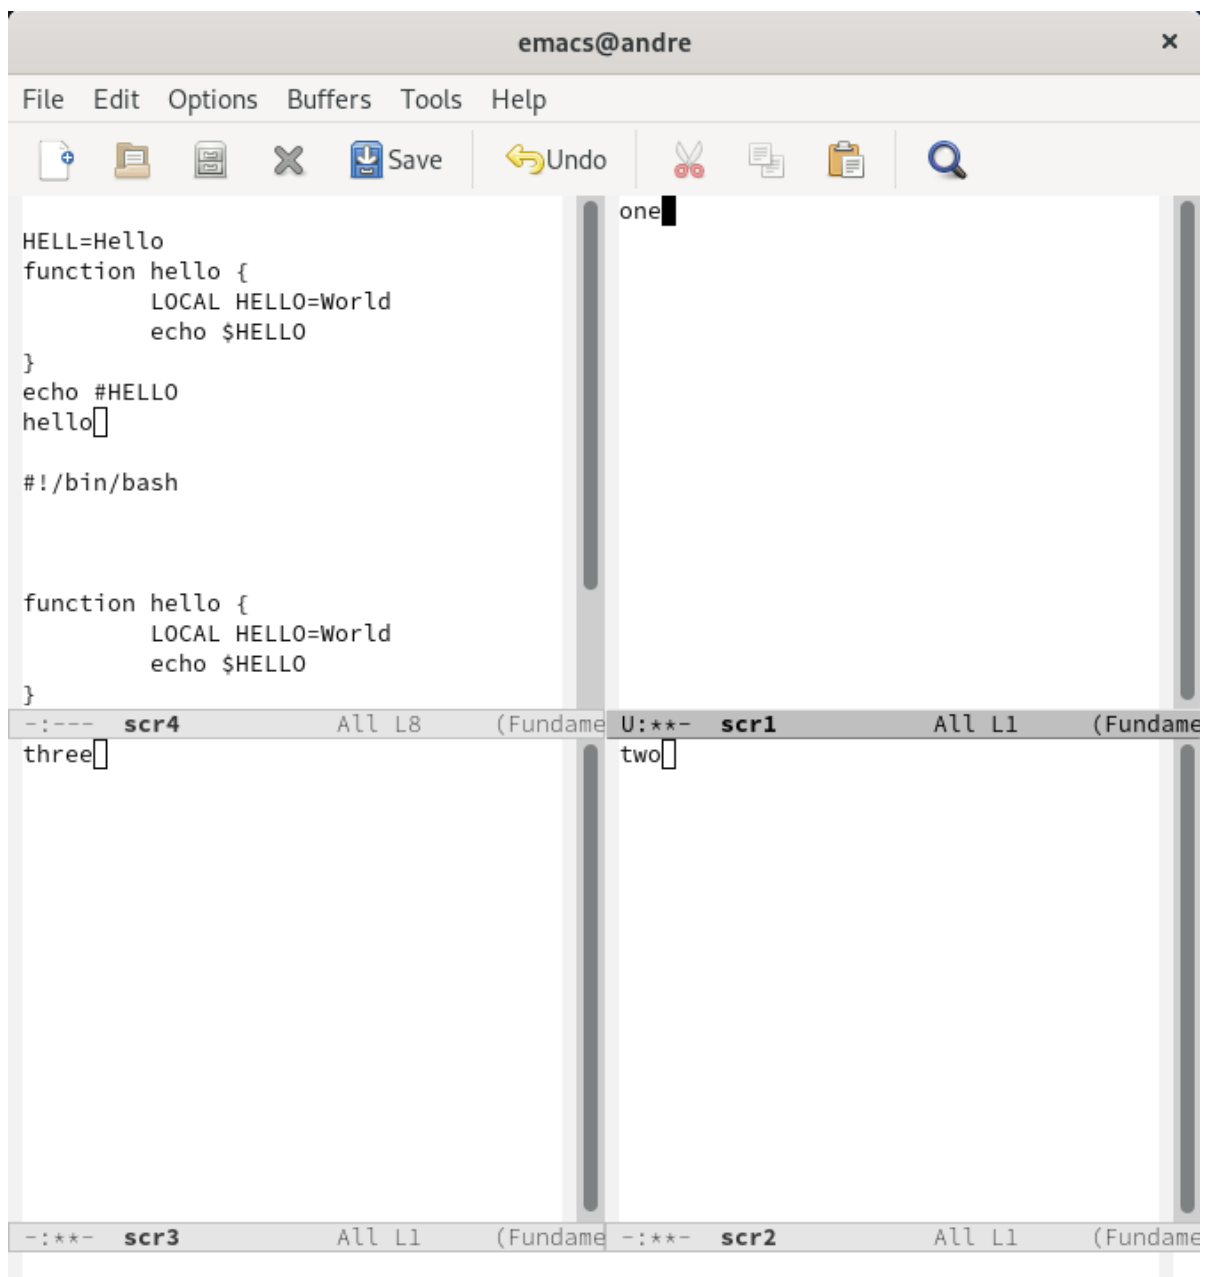 emacs@andre ×
File Edit Options Buffers Tools Help
Save Undo
HELL=Hello
function hello {
LOCAL HELLO=World
echo $HELLO
}
echo #HELLO
hello
#!/bin/bash
function hello {
LOCAL HELLO=World
echo $HELLO
}
-:--- scr4 All L8 (Fundame
one
U:**- scr1 All L1 (Fundame
three
-:**- scr3 All L1 (Fundame
two
-:**- scr2 All L1 (Fundame